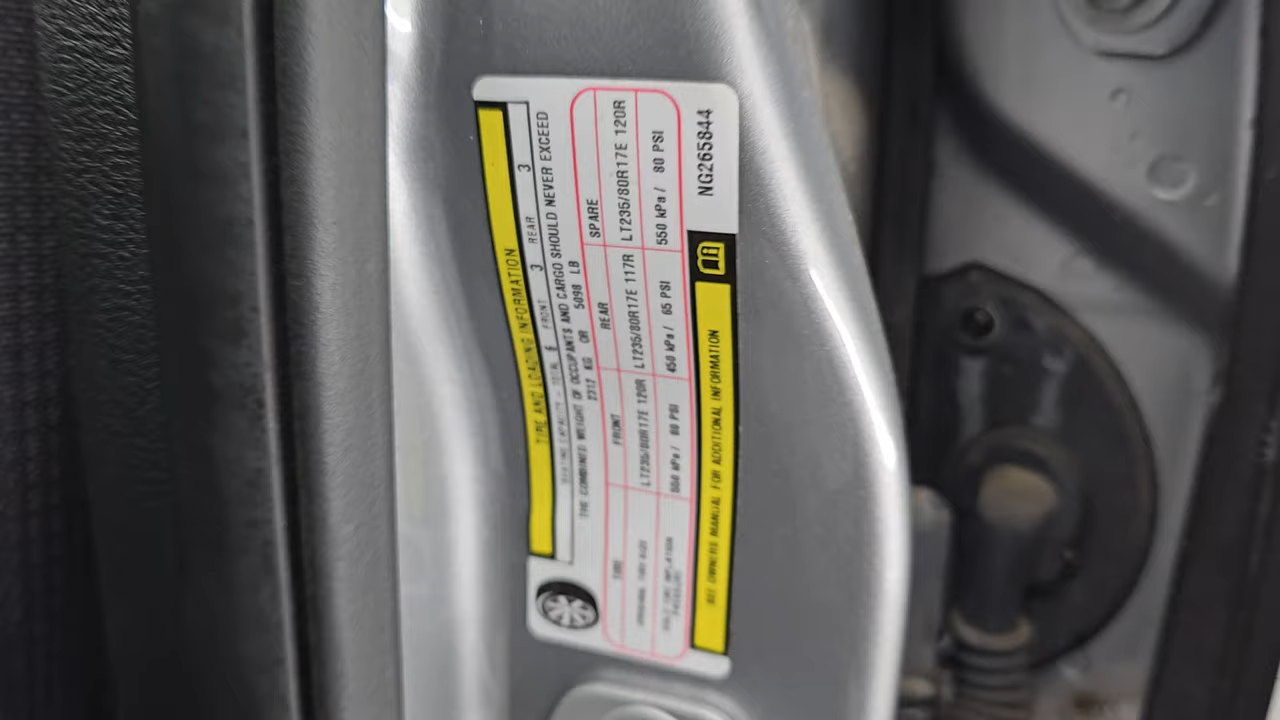 TIRE AND LOADING INFORMATION
SEATING CAPACITY - TOTAL 6 FRONT 3 REAR 3
THE COMBINED WEIGHT OF OCCUPANTS AND CARGO SHOULD NEVER EXCEED
2312 KG OR 5098 LB
TIRE FRONT REAR SPARE
ORIGINAL TIRE SIZE LT235/80R17E 120R LT235/80R17E 117R LT235/80R17E 120R
COLD TIRE INFLATION PRESSURE 550 kPa / 80 PSI 450 kPa / 65 PSI 550 kPa / 80 PSI
SEE OWNERS MANUAL FOR ADDITIONAL INFORMATION
NG265844